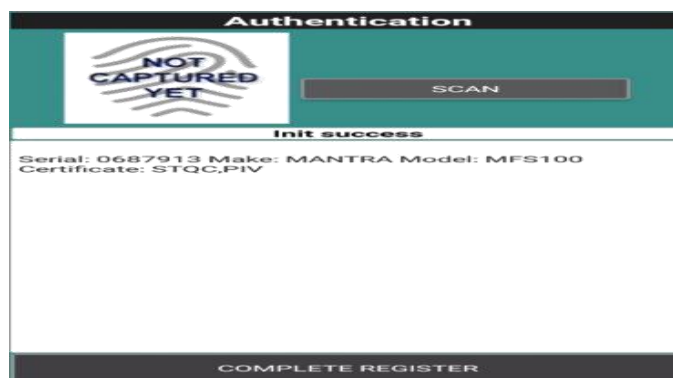 Authentication
NOT
CAPTURED
YET
SCAN
Init success
Serial: 0687913 Make: MANTRA Model: MFS100
Certificate: STQC,PIV
COMPLETE REGISTER